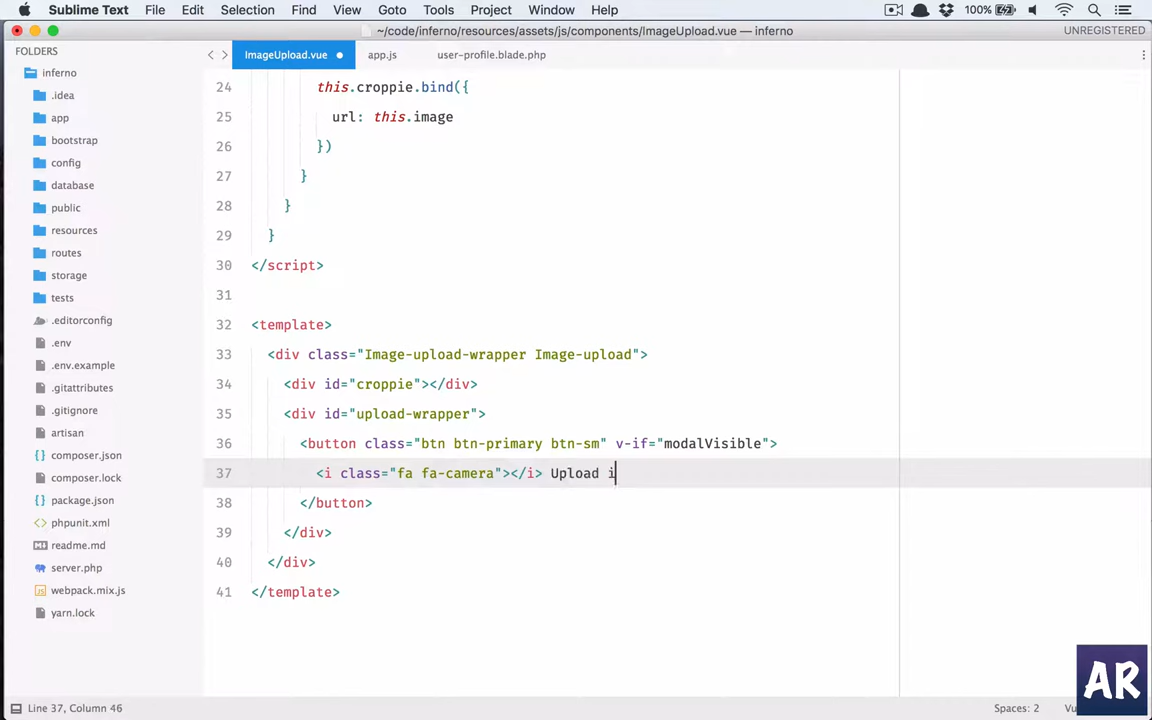 Sublime Text File Edit Selection Find View Goto Tools Project Window Help 100%
~/code/inferno/resources/assets/js/components/ImageUpload.vue — inferno UNREGISTERED
FOLDERS
inferno
.idea
app
bootstrap
config
database
public
resources
routes
storage
tests
.editorconfig
.env
.env.example
.gitattributes
.gitignore
artisan
composer.json
composer.lock
package.json
phpunit.xml
readme.md
server.php
webpack.mix.js
yarn.lock
ImageUpload.vue app.js user-profile.blade.php
24 this.croppie.bind({
25 url: this.image
26 })
27 }
28 }
29 }
30 </script>
31
32 <template>
33 <div class="Image-upload-wrapper Image-upload">
34 <div id="croppie"></div>
35 <div id="upload-wrapper">
36 <button class="btn btn-primary btn-sm" v-if="modalVisible">
37 <i class="fa fa-camera"></i> Upload i
38 </button>
39 </div>
40 </div>
41 </template>
Line 37, Column 46 Spaces: 2
AR